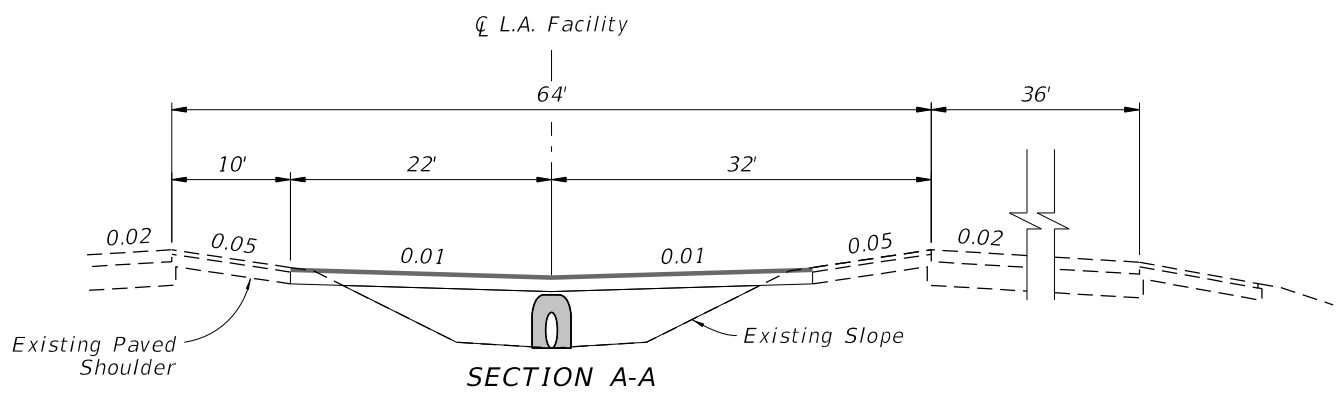 ℄ L.A. Facility
64'
36'
10'
22'
32'
0.02
0.05
0.01
0.01
0.05
0.02
Existing Paved
Shoulder
Existing Slope
SECTION A-A